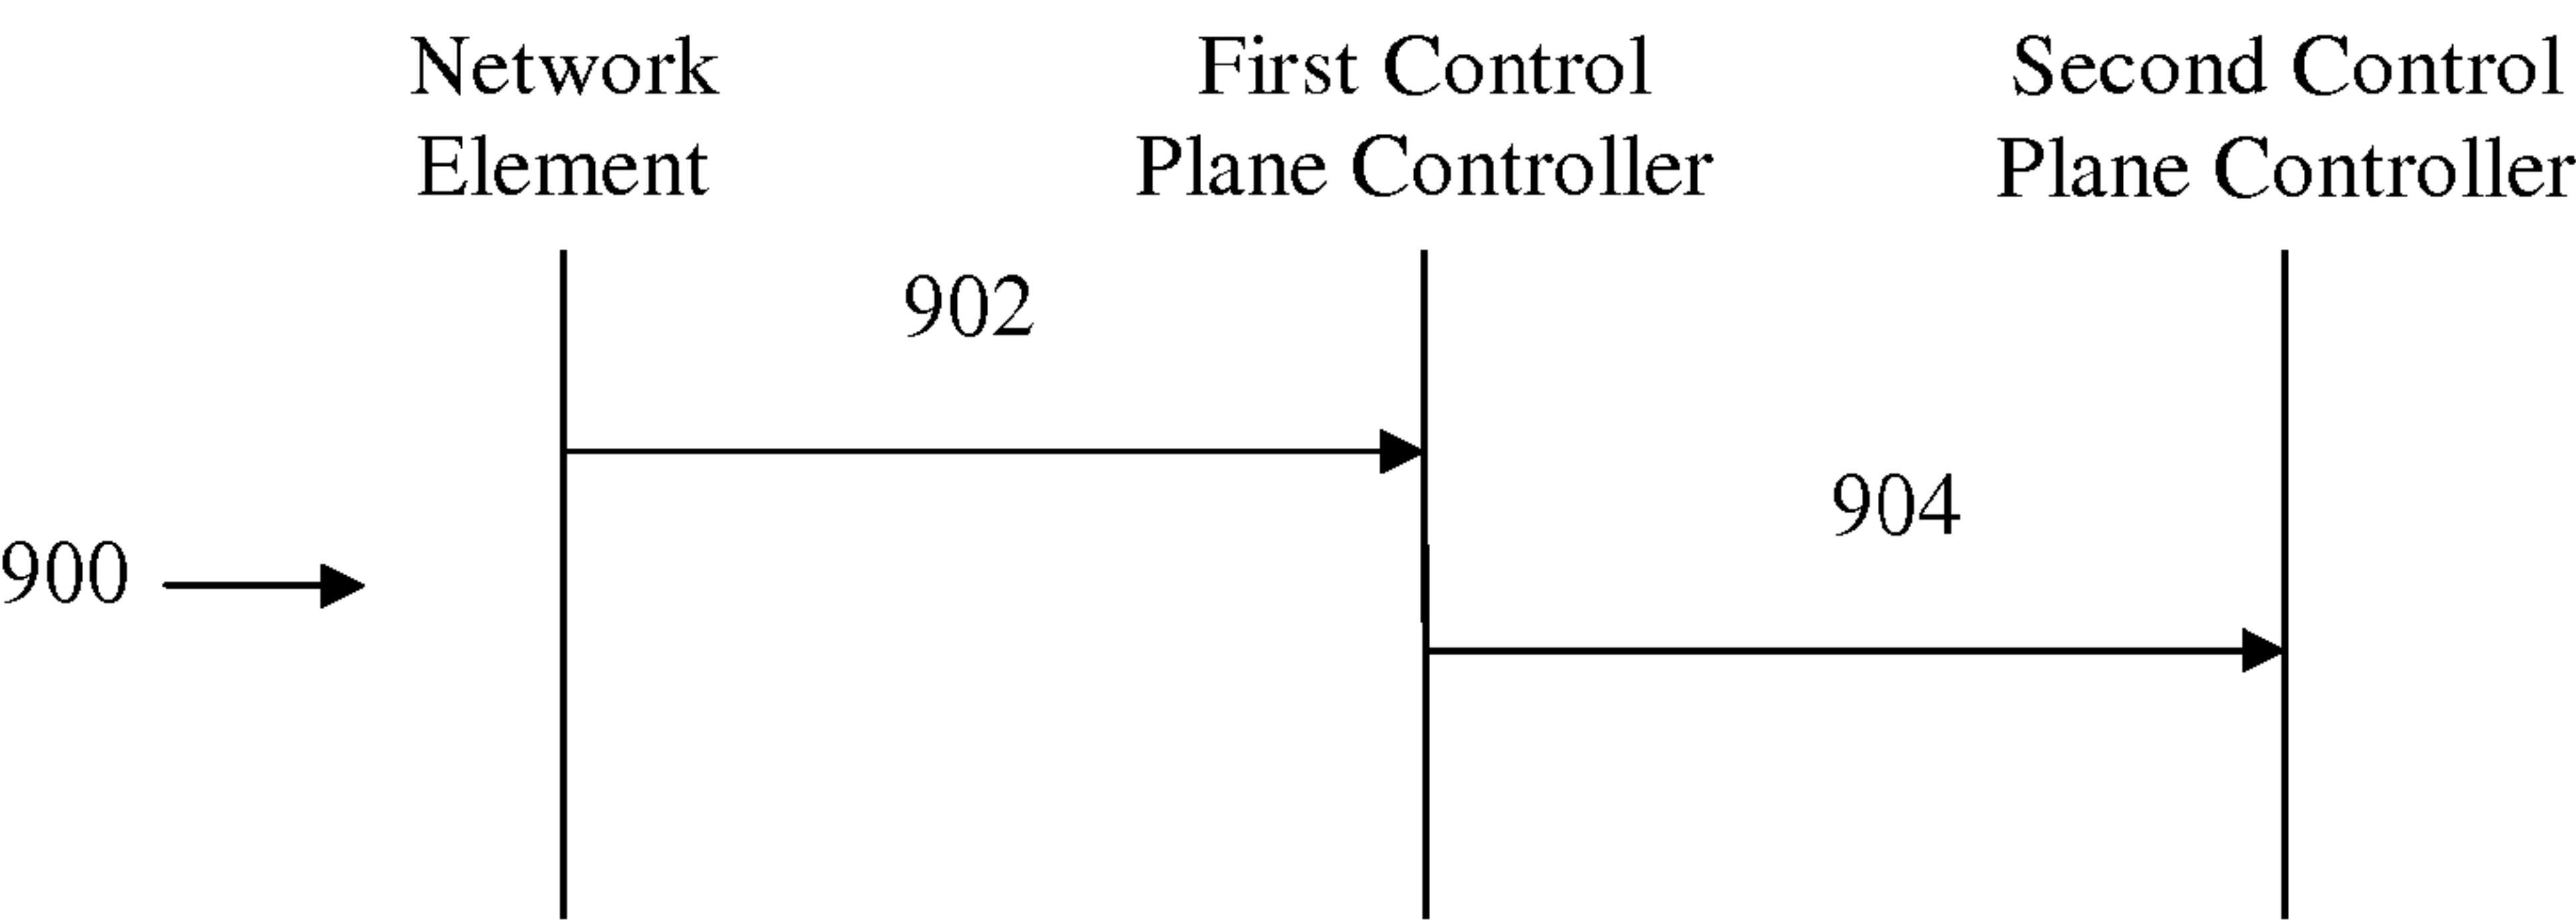 Network
Element
First Control
Plane Controller
Second Control
Plane Controller
902
904
900